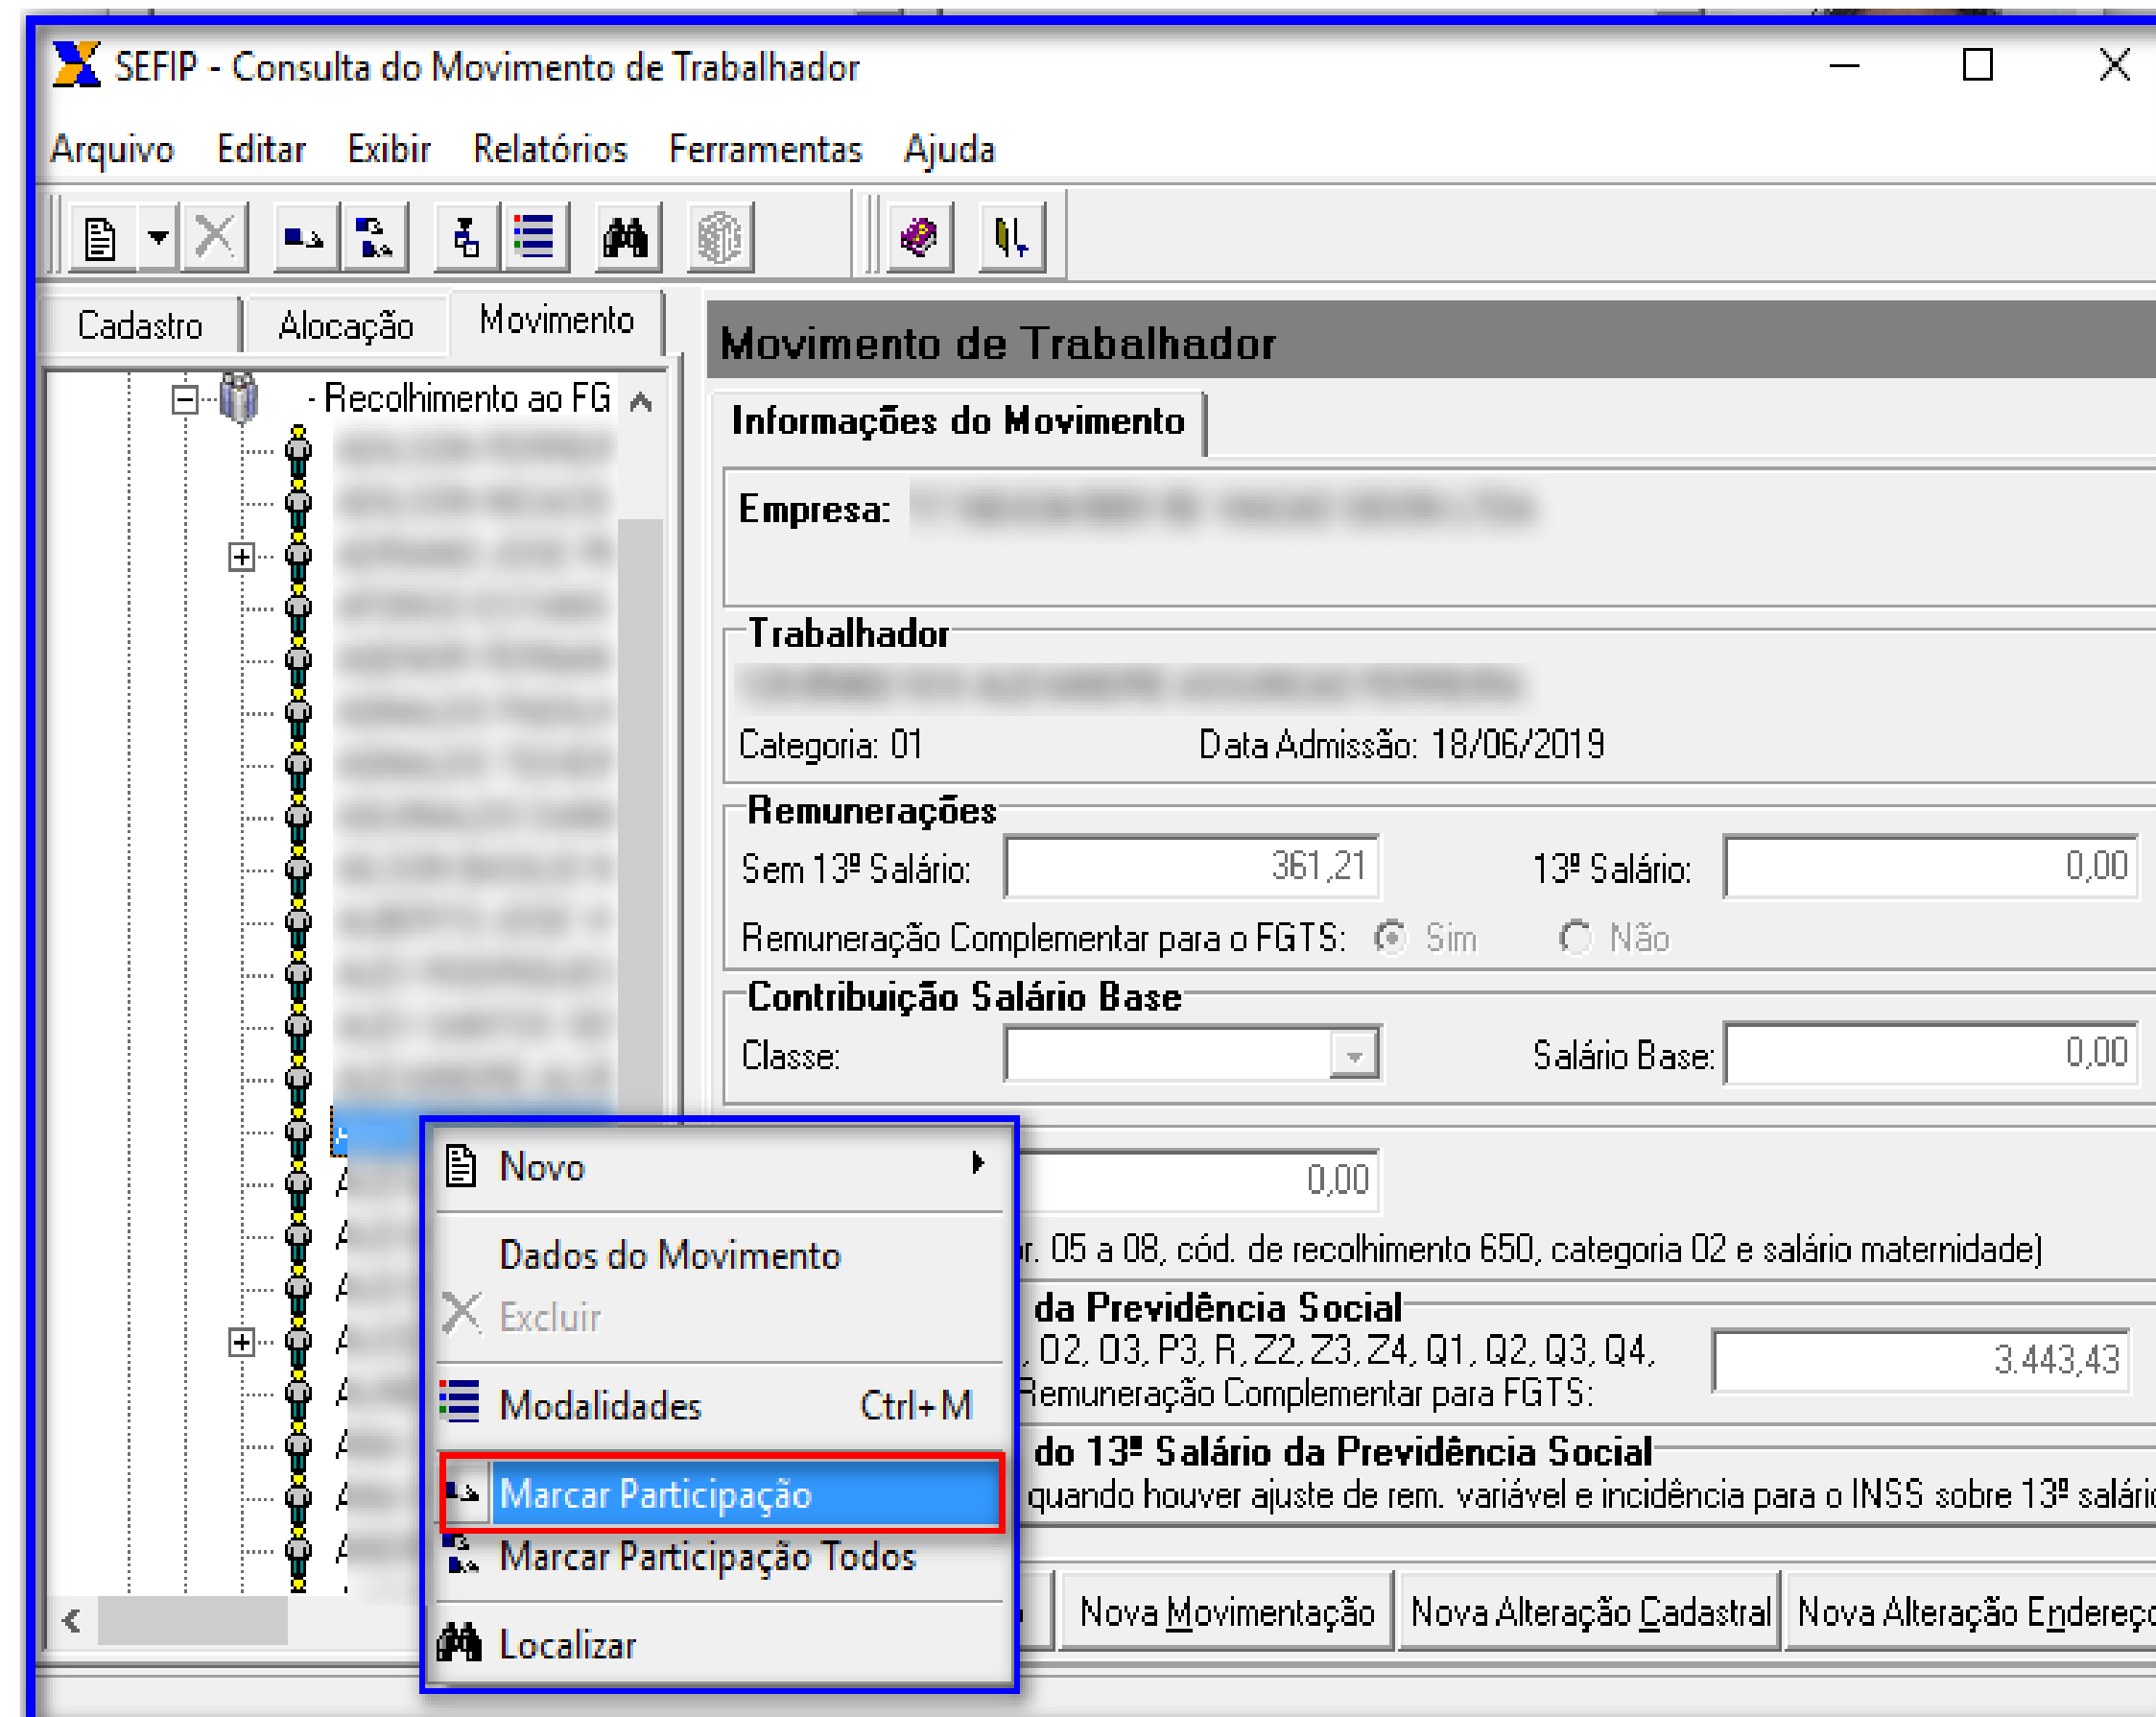 SEFIP - Consulta do Movimento de Trabalhador
Arquivo Editar Exibir Relatórios Ferramentas Ajuda
Cadastro Alocação Movimento
- Recolhimento ao FG
Movimento de Trabalhador
Informações do Movimento
Empresa:
Trabalhador
Categoria: 01 Data Admissão: 18/06/2019
Remunerações
Sem 13º Salário: 361,21 13º Salário: 0,00
Remuneração Complementar para o FGTS: Sim Não
Contribuição Salário Base
Classe: Salário Base: 0,00
0,00
05 a 08, cód. de recolhimento 650, categoria 02 e salário maternidade)
da Previdência Social
, O2, O3, P3, R, Z2, Z3, Z4, Q1, Q2, Q3, Q4,
Remuneração Complementar para FGTS: 3.443,43
do 13º Salário da Previdência Social
quando houver ajuste de rem. variável e incidência para o INSS sobre 13º salário
Nova Movimentação Nova Alteração Cadastral Nova Alteração Endereço
Novo
Dados do Movimento
Excluir
Modalidades Ctrl+M
Marcar Participação
Marcar Participação Todos
Localizar